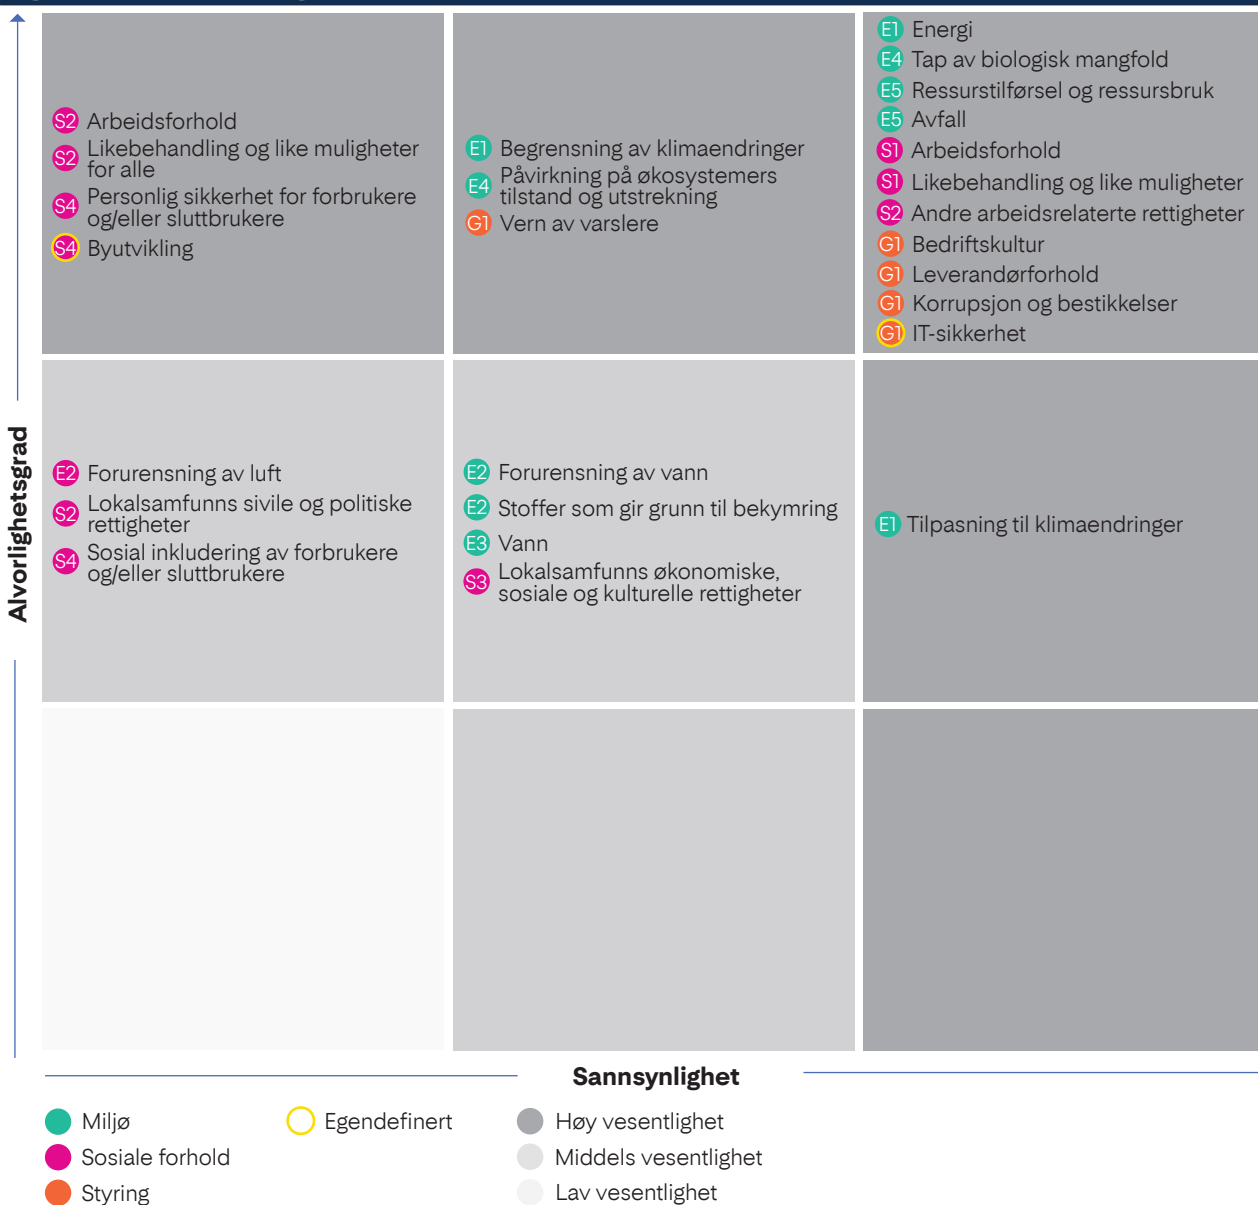 S2 Arbeidsforhold
S2 Likebehandling og like muligheter
for alle
S4 Personlig sikkerhet for forbrukere
og/eller sluttbrukere
S4 Byutvikling
E1 Begrensning av klimaendringer
E4 Påvirkning på økosystemers
tilstand og utstrekning
G1 Vern av varslere
E1 Energi
E4 Tap av biologisk mangfold
E5 Ressurstilførsel og ressursbruk
E5 Avfall
S1 Arbeidsforhold
S1 Likebehandling og like muligheter
S2 Andre arbeidsrelaterte rettigheter
G1 Bedriftskultur
G1 Leverandørforhold
G1 Korrupsjon og bestikkelser
G1 IT-sikkerhet
Alvorlighetsgrad
E2 Forurensning av luft
S2 Lokalsamfunns sivile og politiske
rettigheter
S4 Sosial inkludering av forbrukere
og/eller sluttbrukere
E2 Forurensning av vann
E2 Stoffer som gir grunn til bekymring
E3 Vann
S3 Lokalsamfunns økonomiske,
sosiale og kulturelle rettigheter
E1 Tilpasning til klimaendringer
Sannsynlighet
Miljø
Sosiale forhold
Styring
Egendefinert
Høy vesentlighet
Middels vesentlighet
Lav vesentlighet